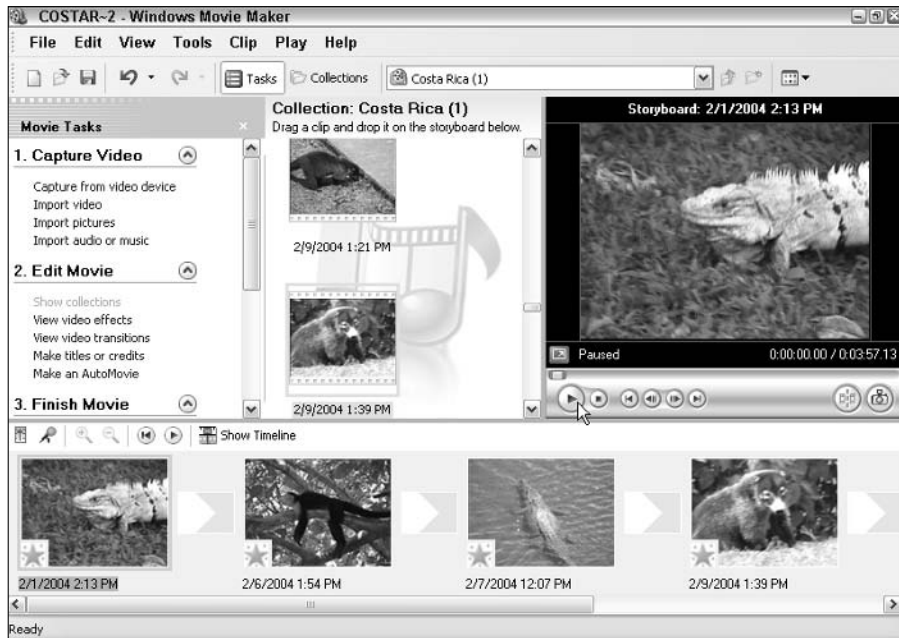 COSTAR~2 - Windows Movie Maker
File Edit View Tools Clip Play Help
Tasks Collections Costa Rica (1)
Movie Tasks
1. Capture Video
Capture from video device
Import video
Import pictures
Import audio or music
2. Edit Movie
Show collections
View video effects
View video transitions
Make titles or credits
Make an AutoMovie
3. Finish Movie
Collection: Costa Rica (1)
Drag a clip and drop it on the storyboard below.
2/9/2004 1:21 PM
2/9/2004 1:39 PM
Storyboard: 2/1/2004 2:13 PM
Paused 0:00:00.00 / 0:03:57.13
Show Timeline
2/1/2004 2:13 PM 2/6/2004 1:54 PM 2/7/2004 12:07 PM 2/9/2004 1:39 PM
Ready